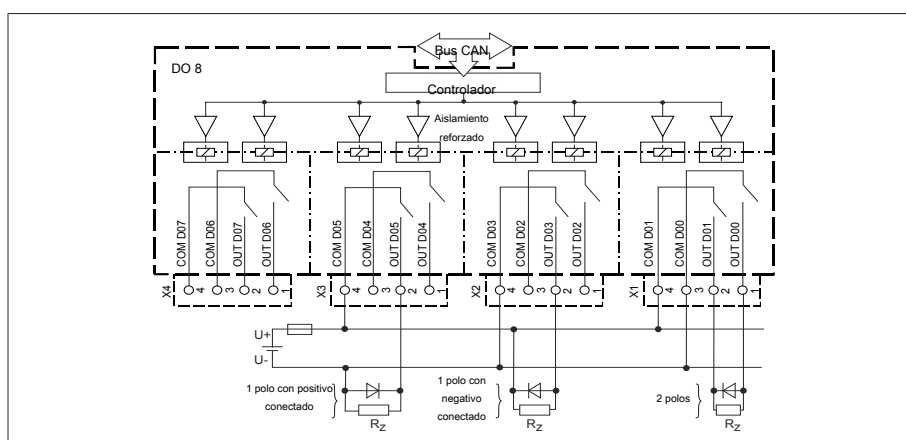 Bus CAN
DO 8
Controlador
Aislamiento
reforzado
COM D07
COM D06
OUT D07
OUT D06
COM D05
COM D04
OUT D05
OUT D04
COM D03
COM D02
OUT D03
OUT D02
COM D01
COM D00
OUT D01
OUT D00
X4 4 3 2 1
X3 4 3 2 1
X2 4 3 2 1
X1 4 3 2 1
U+
U-
1 polo con positivo
conectado
RZ
1 polo con
negativo
conectado
RZ
2 polos
RZ